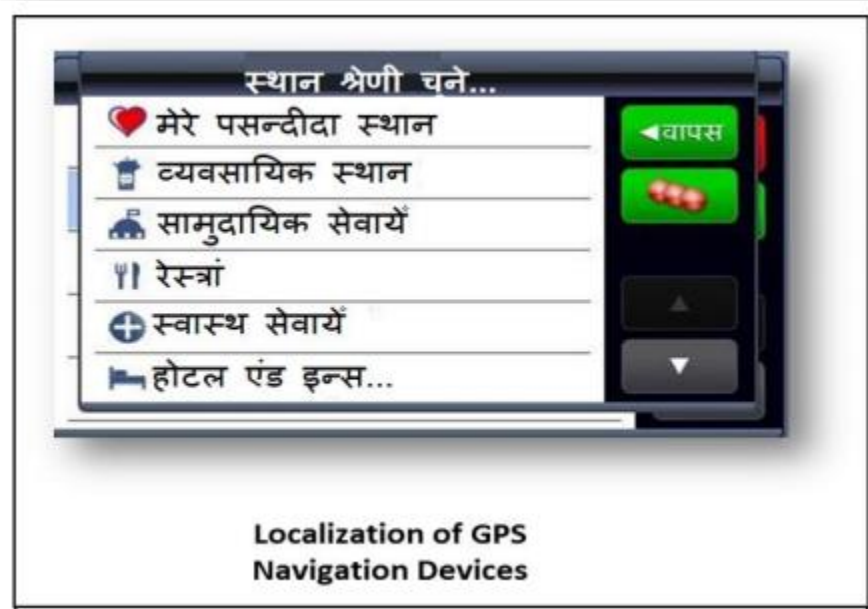 स्थान श्रेणी चुने...
मेरे पसन्दीदा स्थान
◄वापस
व्यवसायिक स्थान
सामुदायिक सेवायें
रेस्त्रां
स्वास्थ सेवायें
होटल एंड इन्स...
Localization of GPS
Navigation Devices